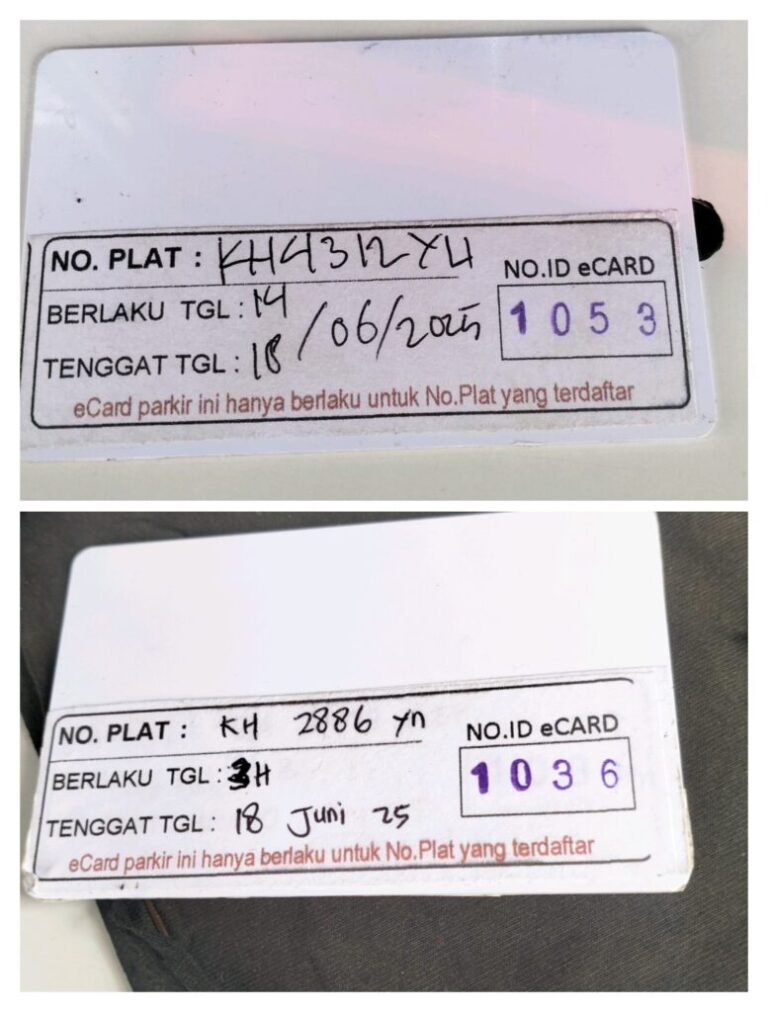 NO. PLAT : KH4312YH
NO.ID eCARD
BERLAKU TGL : 14
1053
/06/2025
TENGGAT TGL : 18
eCard parkir ini hanya berlaku untuk No.Plat yang terdaftar
NO. PLAT : KH 2886 yn
NO.ID eCARD
BERLAKU TGL : 3H
1036
TENGGAT TGL : 18 Juni 25
eCard parkir ini hanya berlaku untuk No.Plat yang terdaftar